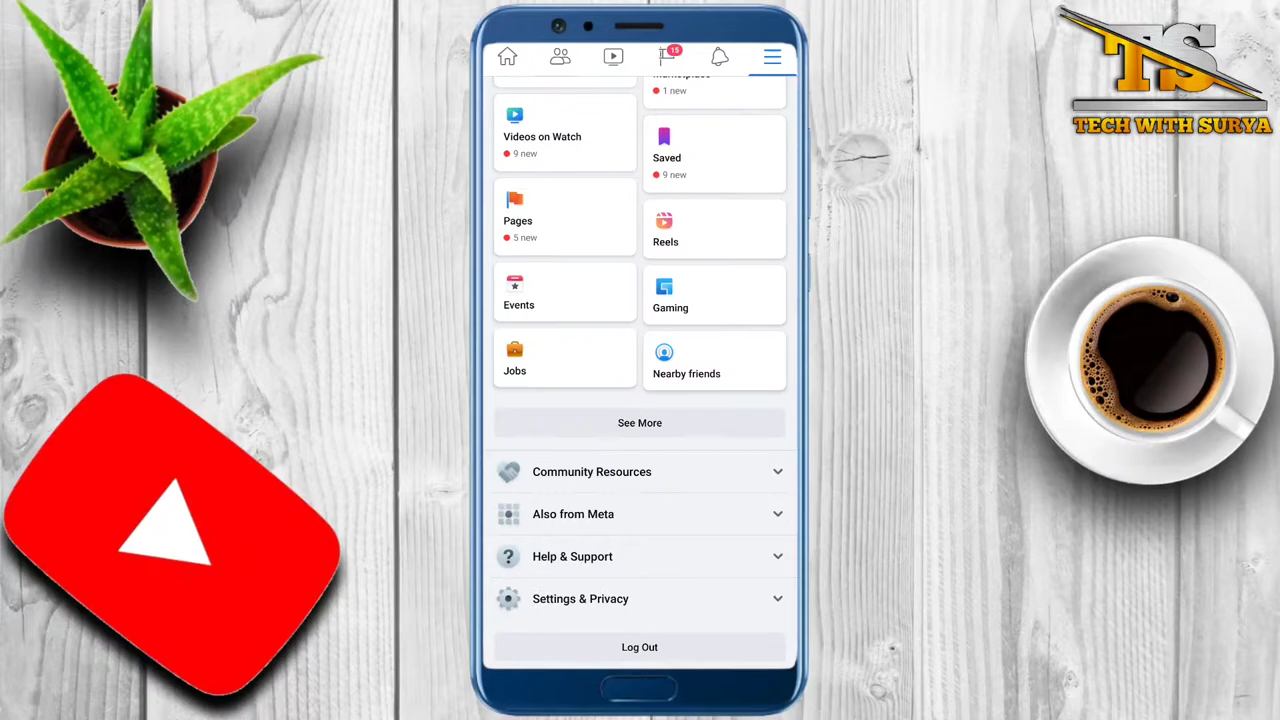 15
Marketplace
1 new
Videos on Watch
9 new
Saved
9 new
Pages
5 new
Reels
Events
Gaming
Jobs
Nearby friends
See More
Community Resources
Also from Meta
Help & Support
Settings & Privacy
Log Out
TS
TECH WITH SURYA